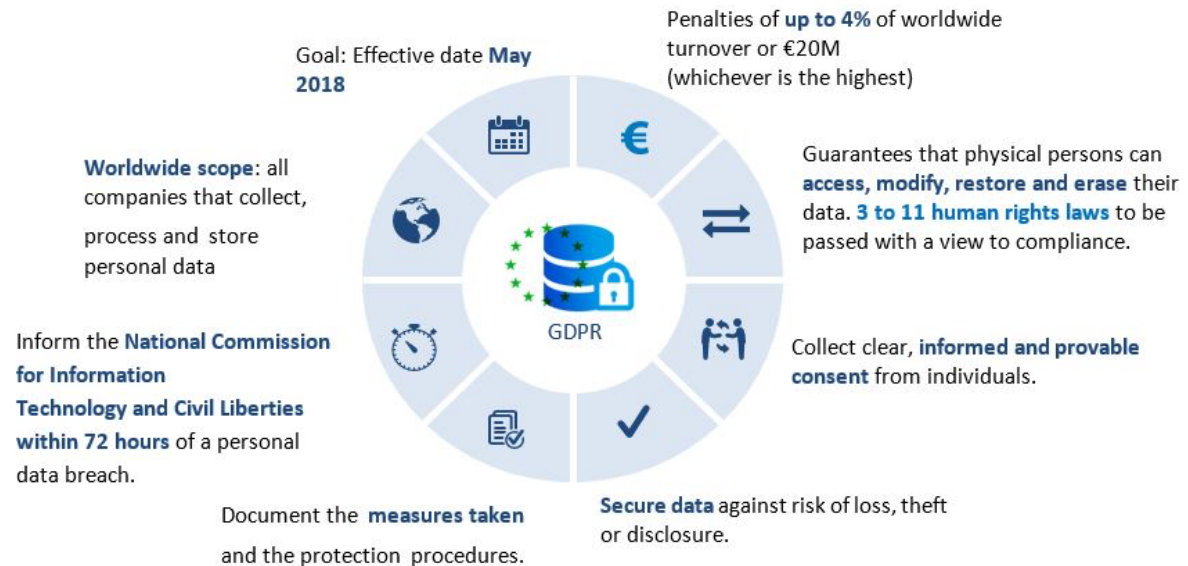 Penalties of up to 4% of worldwide
turnover or €20M
(whichever is the highest)
Guarantees that physical persons can
access, modify, restore and erase their
data. 3 to 11 human rights laws to be
passed with a view to compliance.
Collect clear, informed and provable
consent from individuals.
Secure data against risk of loss, theft
or disclosure.
Document the measures taken
and the protection procedures.
Inform the National Commission
for Information
Technology and Civil Liberties
within 72 hours of a personal
data breach.
Worldwide scope: all
companies that collect,
process and store
personal data
Goal: Effective date May
2018
€
GDPR